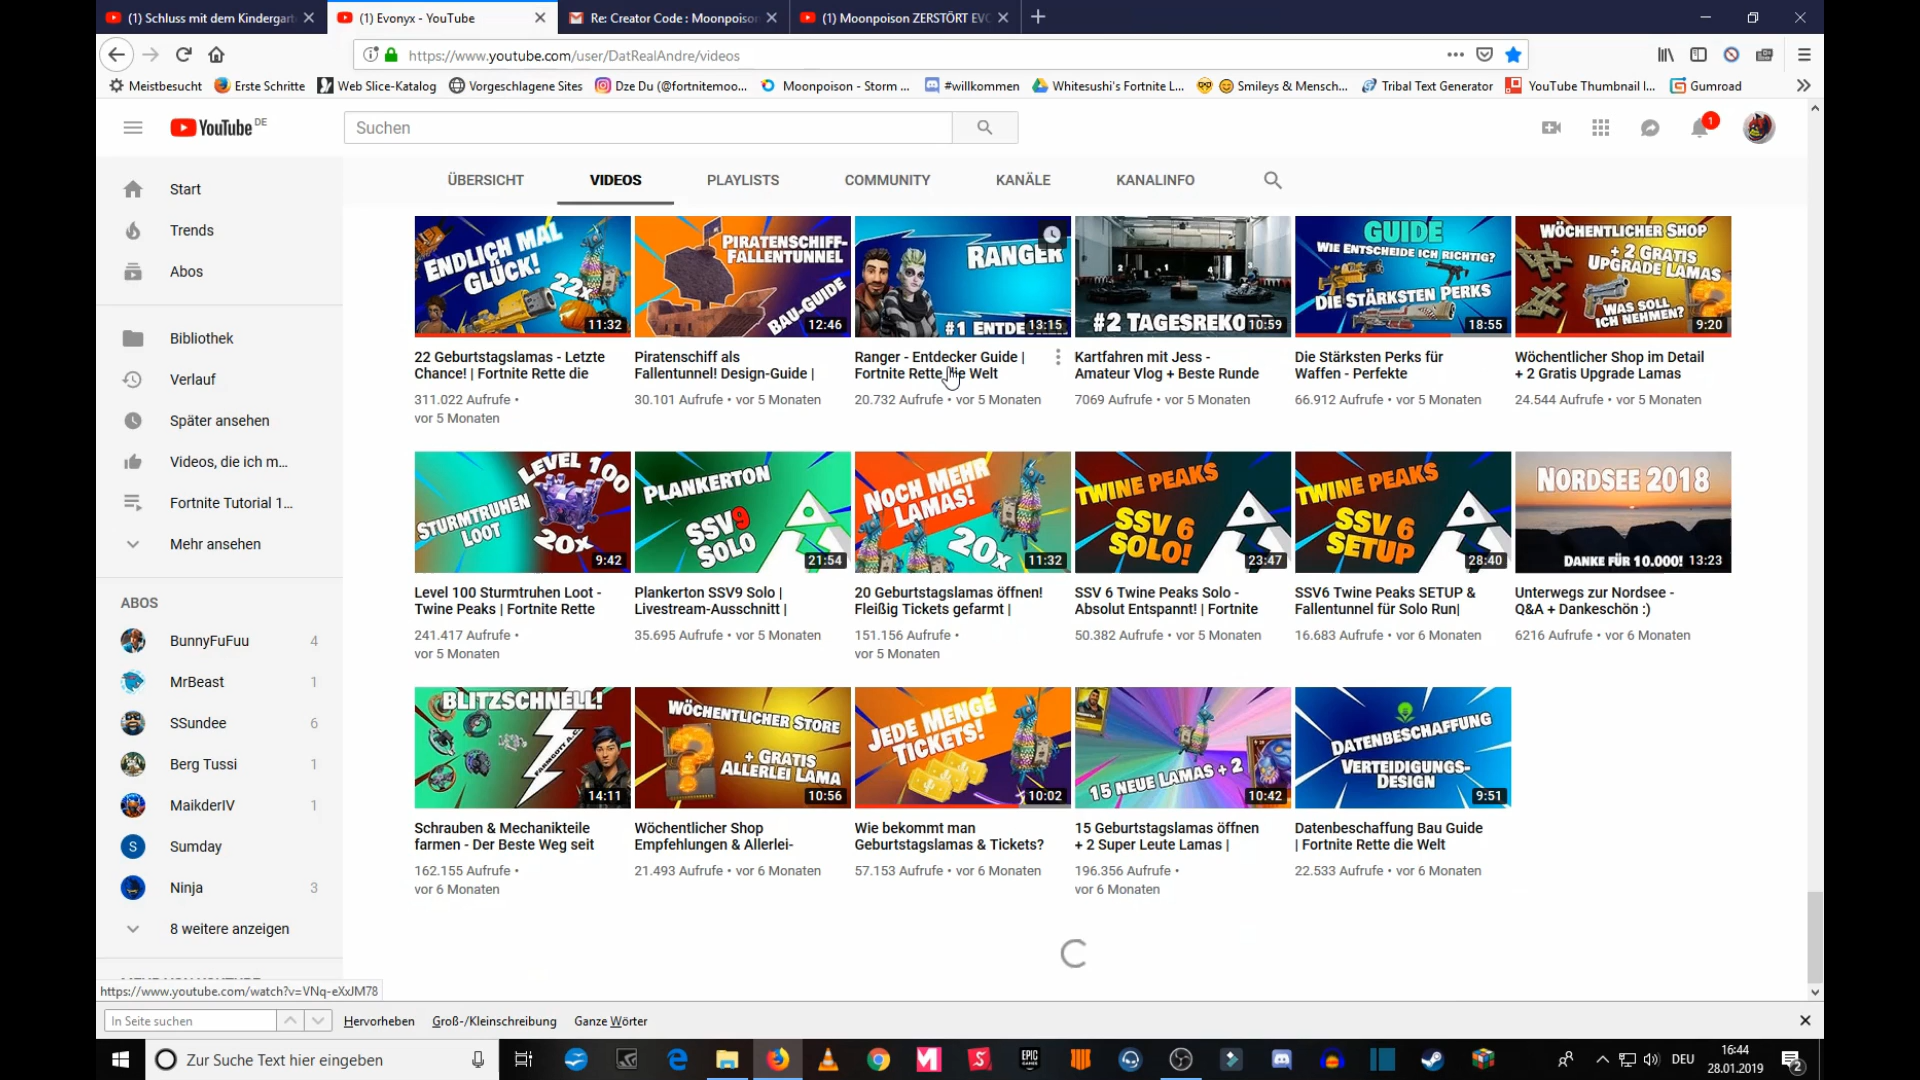 (1) Schluss mit dem Kindergart
(1) Evonyx - YouTube
Re: Creator Code : Moonpoison
(1) Moonpoison ZERSTÖRT EVO
https://www.youtube.com/user/DatRealAndre/videos
Meistbesucht
Erste Schritte
Web Slice-Katalog
Vorgeschlagene Sites
Dze Du (@fortnitemoo...
Moonpoison - Storm ...
#willkommen
Whitesushi's Fortnite L...
Smileys & Mensch...
Tribal Text Generator
YouTube Thumbnail I...
Gumroad
YouTube DE
Suchen
1
ÜBERSICHT
VIDEOS
PLAYLISTS
COMMUNITY
KANÄLE
KANALINFO
Start
Trends
Abos
Bibliothek
Verlauf
Später ansehen
Videos, die ich m...
Fortnite Tutorial 1...
Mehr ansehen
ABOS
BunnyFuFuu 4
MrBeast 1
SSundee 6
Berg Tussi 1
MaikderIV 1
S Sumday
Ninja 3
8 weitere anzeigen
ENDLICH MAL
GLÜCK!
22x
11:32
22 Geburtstagslamas - Letzte
Chance! | Fortnite Rette die
311.022 Aufrufe •
vor 5 Monaten
PIRATENSCHIFF-
FALLENTUNNEL
BAU-GUIDE
12:46
Piratenschiff als
Fallentunnel! Design-Guide |
30.101 Aufrufe • vor 5 Monaten
RANGER
#1 ENTDE
13:15
Ranger - Entdecker Guide |
Fortnite Rette die Welt
20.732 Aufrufe • vor 5 Monaten
1
2
3
4
#2 TAGESREKO
10:59
Kartfahren mit Jess -
Amateur Vlog + Beste Runde
7069 Aufrufe • vor 5 Monaten
GUIDE
WIE ENTSCHEIDE ICH RICHTIG?
DIE STÄRKSTEN PERKS
18:55
Die Stärksten Perks für
Waffen - Perfekte
66.912 Aufrufe • vor 5 Monaten
WÖCHENTLICHER SHOP
+ 2 GRATIS
UPGRADE LAMAS
WAS SOLL
ICH NEHMEN?
9:20
Wöchentlicher Shop im Detail
+ 2 Gratis Upgrade Lamas
24.544 Aufrufe • vor 5 Monaten
LEVEL 100
STURMTRUHEN
LOOT
20x
9:42
Level 100 Sturmtruhen Loot -
Twine Peaks | Fortnite Rette
241.417 Aufrufe •
vor 5 Monaten
PLANKERTON
SSV9
SOLO
21:54
Plankerton SSV9 Solo |
Livestream-Ausschnitt |
35.695 Aufrufe • vor 5 Monaten
NOCH MEHR
LAMAS!
20x
11:32
20 Geburtstagslamas öffnen!
Fleißig Tickets gefarmt |
151.156 Aufrufe •
vor 5 Monaten
TWINE PEAKS
SSV 6
SOLO!
23:47
SSV 6 Twine Peaks Solo -
Absolut Entspannt! | Fortnite
50.382 Aufrufe • vor 5 Monaten
TWINE PEAKS
SSV 6
SETUP
28:40
SSV6 Twine Peaks SETUP &
Fallentunnel für Solo Run|
16.683 Aufrufe • vor 6 Monaten
NORDSEE 2018
DANKE FÜR 10.000!
13:23
Unterwegs zur Nordsee -
Q&A + Dankeschön :)
6216 Aufrufe • vor 6 Monaten
BLITZSCHNELL!
14:11
Schrauben & Mechanikteile
farmen - Der Beste Weg seit
162.155 Aufrufe •
vor 6 Monaten
WÖCHENTLICHER STORE
+ GRATIS
ALLERLEI LAMA
10:56
Wöchentlicher Shop
Empfehlungen & Allerlei-
21.493 Aufrufe • vor 6 Monaten
JEDE MENGE
TICKETS!
10:02
Wie bekommt man
Geburtstagslamas & Tickets?
57.153 Aufrufe • vor 6 Monaten
15 NEUE LAMAS + 2
10:42
15 Geburtstagslamas öffnen
+ 2 Super Leute Lamas |
196.356 Aufrufe •
vor 6 Monaten
DATENBESCHAFFUNG
VERTEIDIGUNGS-
DESIGN
9:51
Datenbeschaffung Bau Guide
| Fortnite Rette die Welt
22.533 Aufrufe • vor 6 Monaten
https://www.youtube.com/watch?v=VNq-eXxJM78
In Seite suchen
Hervorheben
Groß-/Kleinschreibung
Ganze Wörter
Zur Suche Text hier eingeben
EPIC
GAMES
DEU
16:44
28.01.2019
2